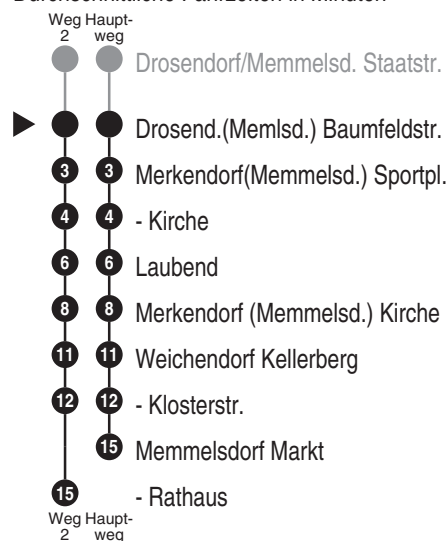 Durchschnittliche Fahrzeiten in Minuten
Weg 2 Haupt-
weg
Drosendorf/Memmelsd. Staatstr.
Drosend.(Memlsd.) Baumfeldstr.
3 3 Merkendorf(Memmelsd.) Sportpl.
4 4 - Kirche
6 6 Laubend
8 8 Merkendorf (Memmelsd.) Kirche
11 11 Weichendorf Kellerberg
12 12 - Klosterstr.
15 Memmelsdorf Markt
15 - Rathaus
Weg Haupt-
2 weg